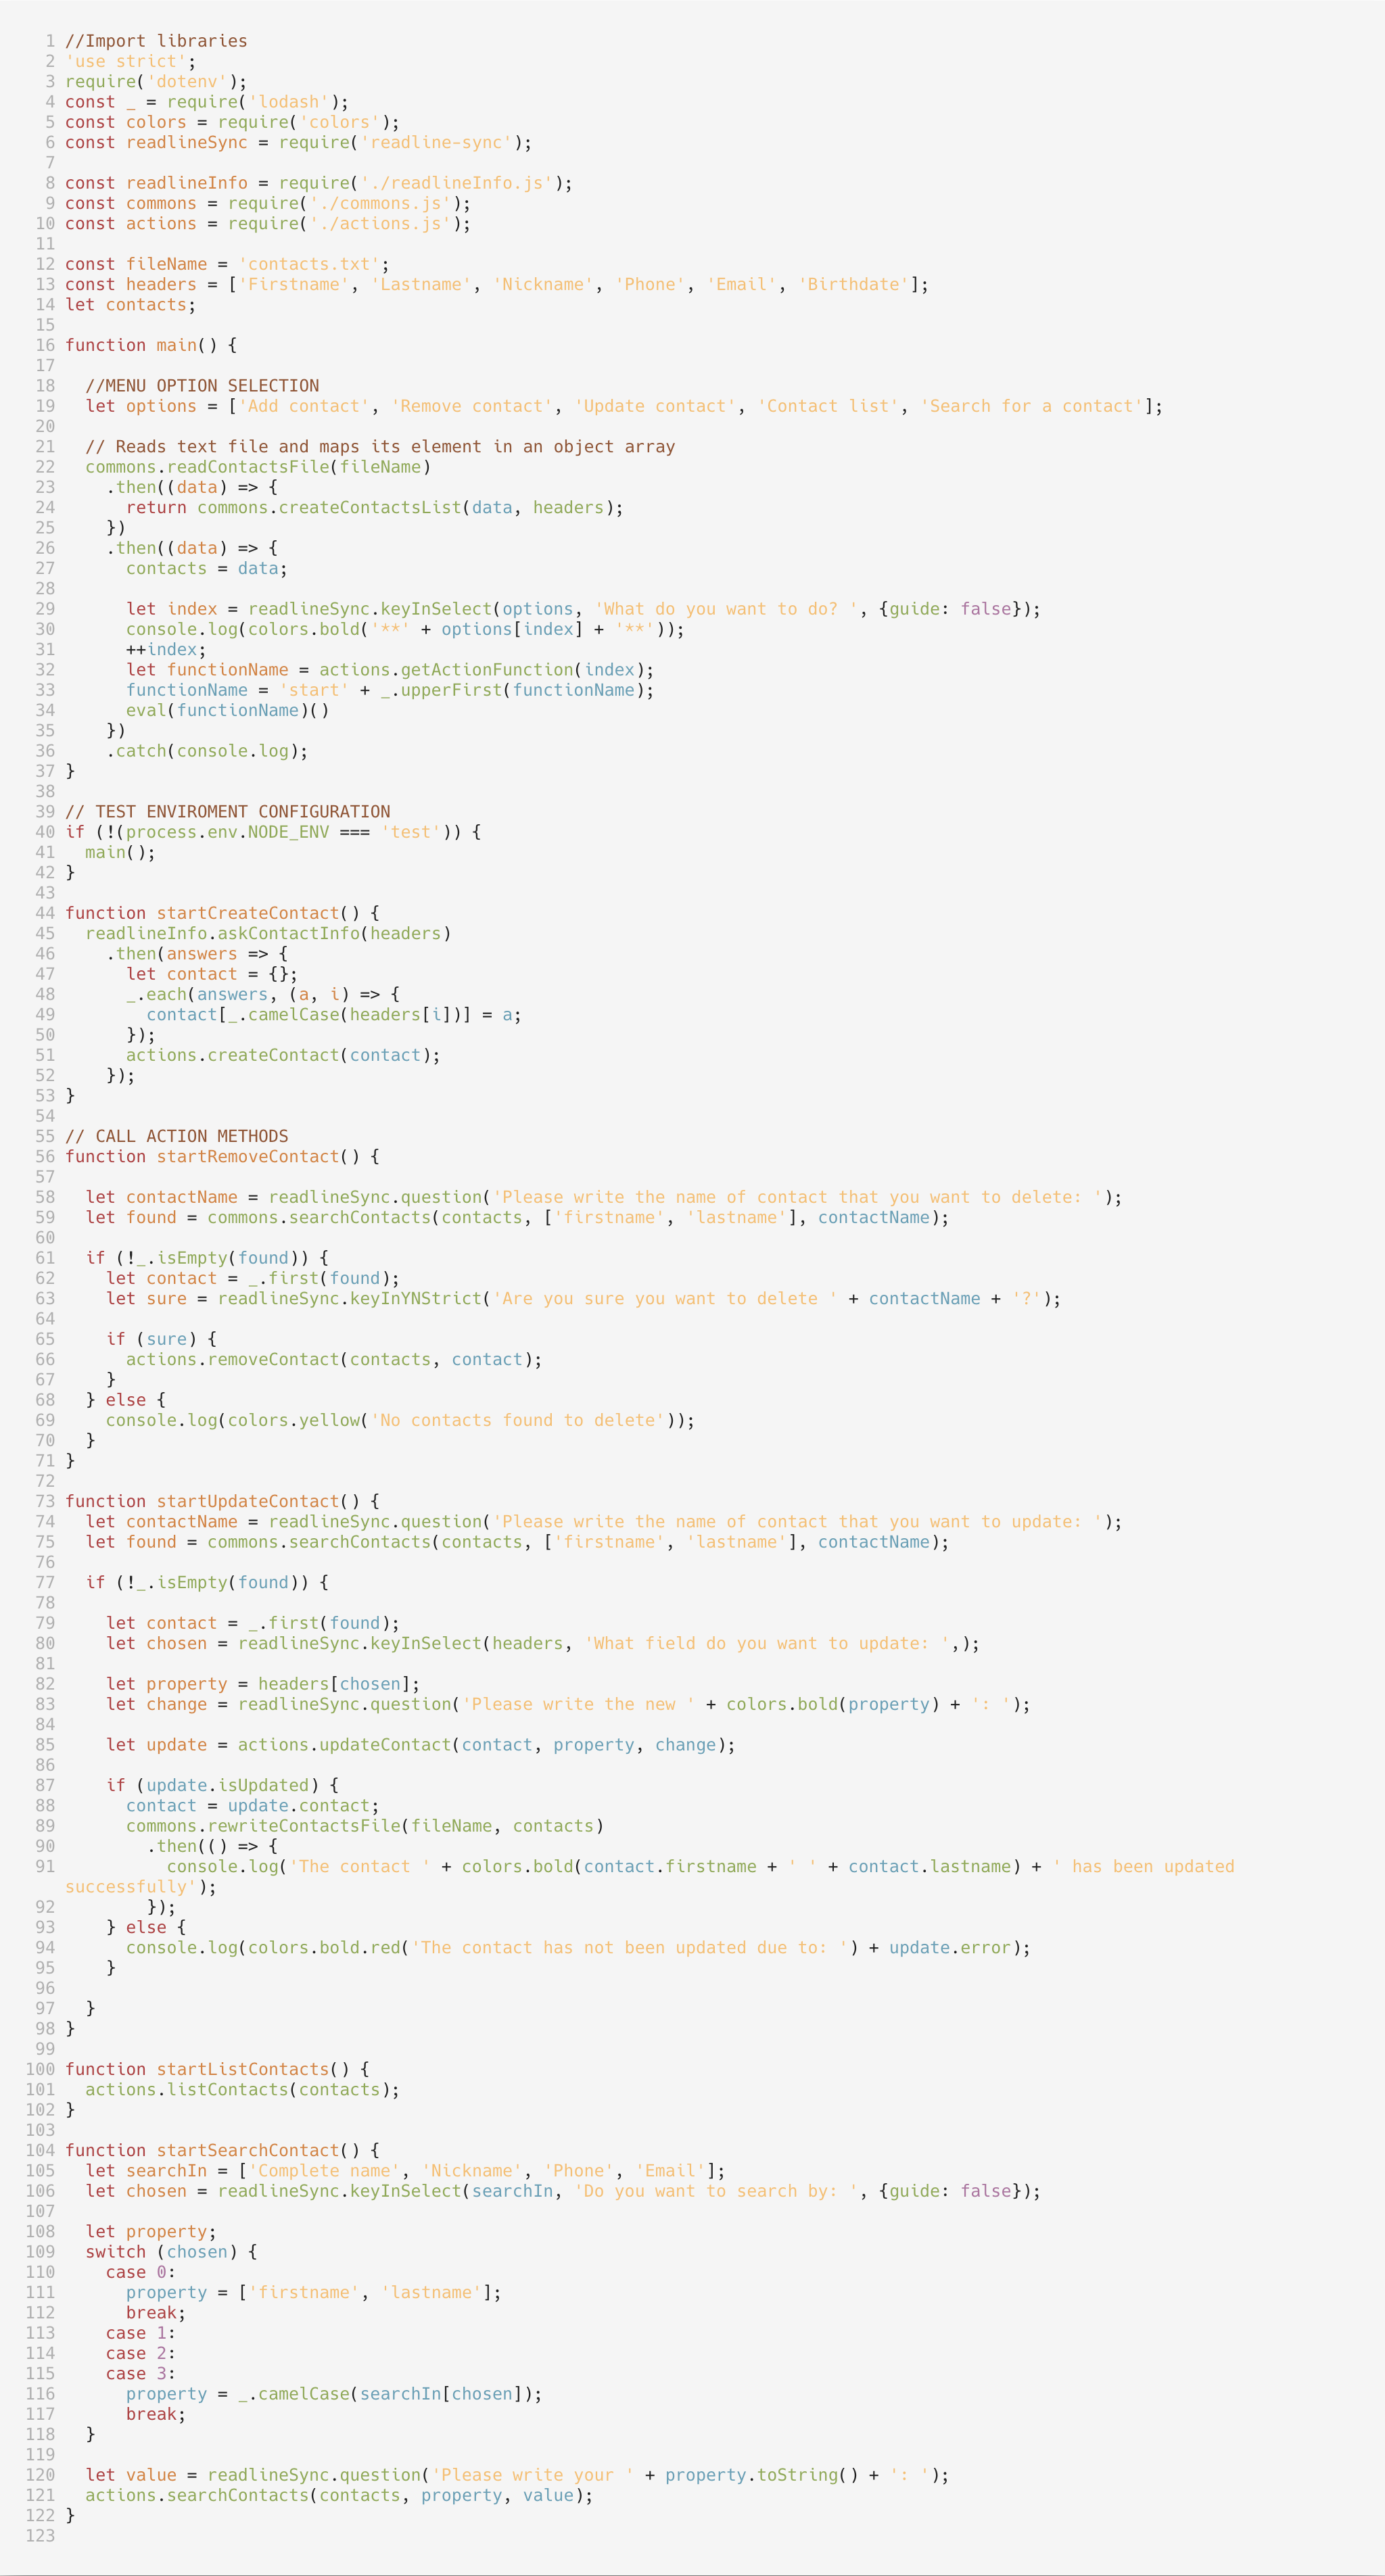 1 //Import libraries
2 'use strict';
3 require('dotenv');
4 const _ = require('lodash');
5 const colors = require('colors');
6 const readlineSync = require('readline-sync');
7
8 const readlineInfo = require('./readlineInfo.js');
9 const commons = require('./commons.js');
10 const actions = require('./actions.js');
11
12 const fileName = 'contacts.txt';
13 const headers = ['Firstname', 'Lastname', 'Nickname', 'Phone', 'Email', 'Birthdate'];
14 let contacts;
15
16 function main() {
17
18   //MENU OPTION SELECTION
19   let options = ['Add contact', 'Remove contact', 'Update contact', 'Contact list', 'Search for a contact'];
20
21   // Reads text file and maps its element in an object array
22   commons.readContactsFile(fileName)
23     .then((data) => {
24       return commons.createContactsList(data, headers);
25     })
26     .then((data) => {
27       contacts = data;
28
29       let index = readlineSync.keyInSelect(options, 'What do you want to do? ', {guide: false});
30       console.log(colors.bold('**' + options[index] + '**'));
31       ++index;
32       let functionName = actions.getActionFunction(index);
33       functionName = 'start' + _.upperFirst(functionName);
34       eval(functionName)()
35     })
36     .catch(console.log);
37 }
38
39 // TEST ENVIROMENT CONFIGURATION
40 if (!(process.env.NODE_ENV === 'test')) {
41   main();
42 }
43
44 function startCreateContact() {
45   readlineInfo.askContactInfo(headers)
46     .then(answers => {
47       let contact = {};
48       _.each(answers, (a, i) => {
49         contact[_.camelCase(headers[i])] = a;
50       });
51       actions.createContact(contact);
52     });
53 }
54
55 // CALL ACTION METHODS
56 function startRemoveContact() {
57
58   let contactName = readlineSync.question('Please write the name of contact that you want to delete: ');
59   let found = commons.searchContacts(contacts, ['firstname', 'lastname'], contactName);
60
61   if (!_.isEmpty(found)) {
62     let contact = _.first(found);
63     let sure = readlineSync.keyInYNStrict('Are you sure you want to delete ' + contactName + '?');
64
65     if (sure) {
66       actions.removeContact(contacts, contact);
67     }
68   } else {
69     console.log(colors.yellow('No contacts found to delete'));
70   }
71 }
72
73 function startUpdateContact() {
74   let contactName = readlineSync.question('Please write the name of contact that you want to update: ');
75   let found = commons.searchContacts(contacts, ['firstname', 'lastname'], contactName);
76
77   if (!_.isEmpty(found)) {
78
79     let contact = _.first(found);
80     let chosen = readlineSync.keyInSelect(headers, 'What field do you want to update: ',);
81
82     let property = headers[chosen];
83     let change = readlineSync.question('Please write the new ' + colors.bold(property) + ': ');
84
85     let update = actions.updateContact(contact, property, change);
86
87     if (update.isUpdated) {
88       contact = update.contact;
89       commons.rewriteContactsFile(fileName, contacts)
90         .then(() => {
91           console.log('The contact ' + colors.bold(contact.firstname + ' ' + contact.lastname) + ' has been updated
successfully');
92         });
93     } else {
94       console.log(colors.bold.red('The contact has not been updated due to: ') + update.error);
95     }
96
97   }
98 }
99
100 function startListContacts() {
101   actions.listContacts(contacts);
102 }
103
104 function startSearchContact() {
105   let searchIn = ['Complete name', 'Nickname', 'Phone', 'Email'];
106   let chosen = readlineSync.keyInSelect(searchIn, 'Do you want to search by: ', {guide: false});
107
108   let property;
109   switch (chosen) {
110     case 0:
111       property = ['firstname', 'lastname'];
112       break;
113     case 1:
114     case 2:
115     case 3:
116       property = _.camelCase(searchIn[chosen]);
117       break;
118   }
119
120   let value = readlineSync.question('Please write your ' + property.toString() + ': ');
121   actions.searchContacts(contacts, property, value);
122 }
123